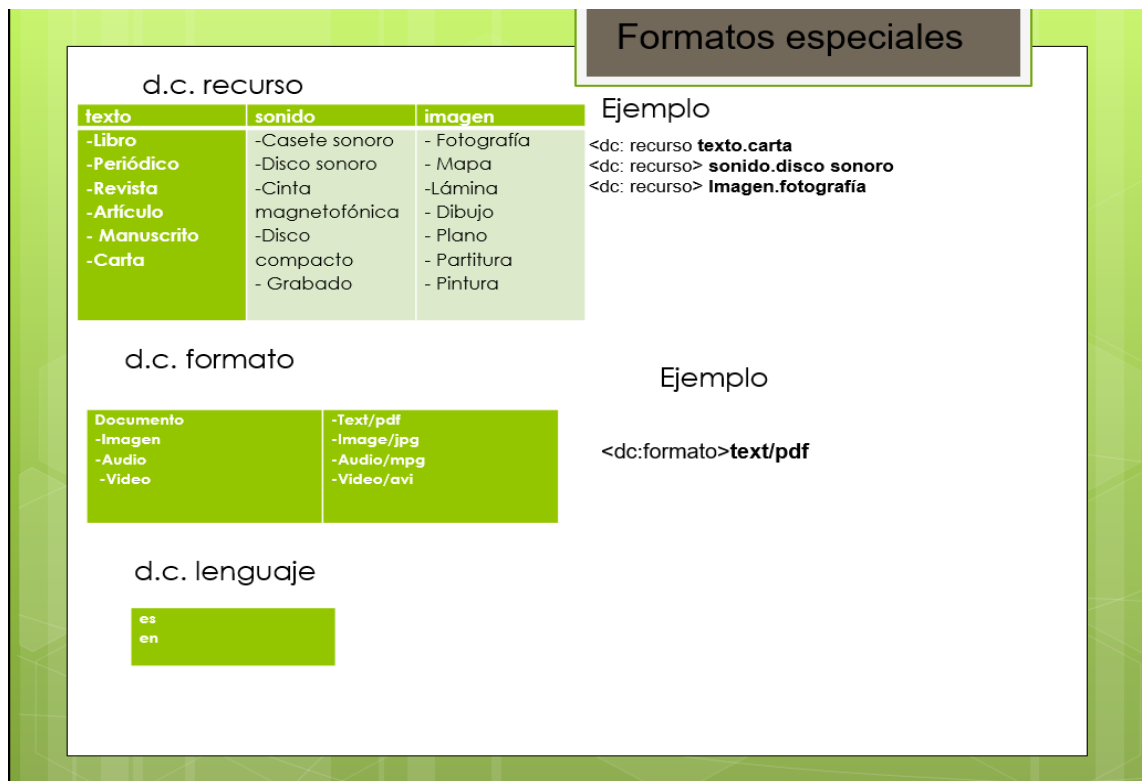 Formatos especiales
d.c. recurso
texto
-Libro
-Periódico
-Revista
-Artículo
- Manuscrito
-Carta
sonido
-Casete sonoro
-Disco sonoro
-Cinta
magnetofónica
-Disco
compacto
- Grabado
imagen
- Fotografía
- Mapa
-Lámina
- Dibujo
- Plano
- Partitura
- Pintura
Ejemplo
<dc: recurso texto.carta
<dc: recurso> sonido.disco sonoro
<dc: recurso> Imagen.fotografía
d.c. formato
Documento
-Imagen
-Audio
-Video
-Text/pdf
-Image/jpg
-Audio/mpg
-Video/avi
Ejemplo
<dc:formato>text/pdf
d.c. lenguaje
es
en